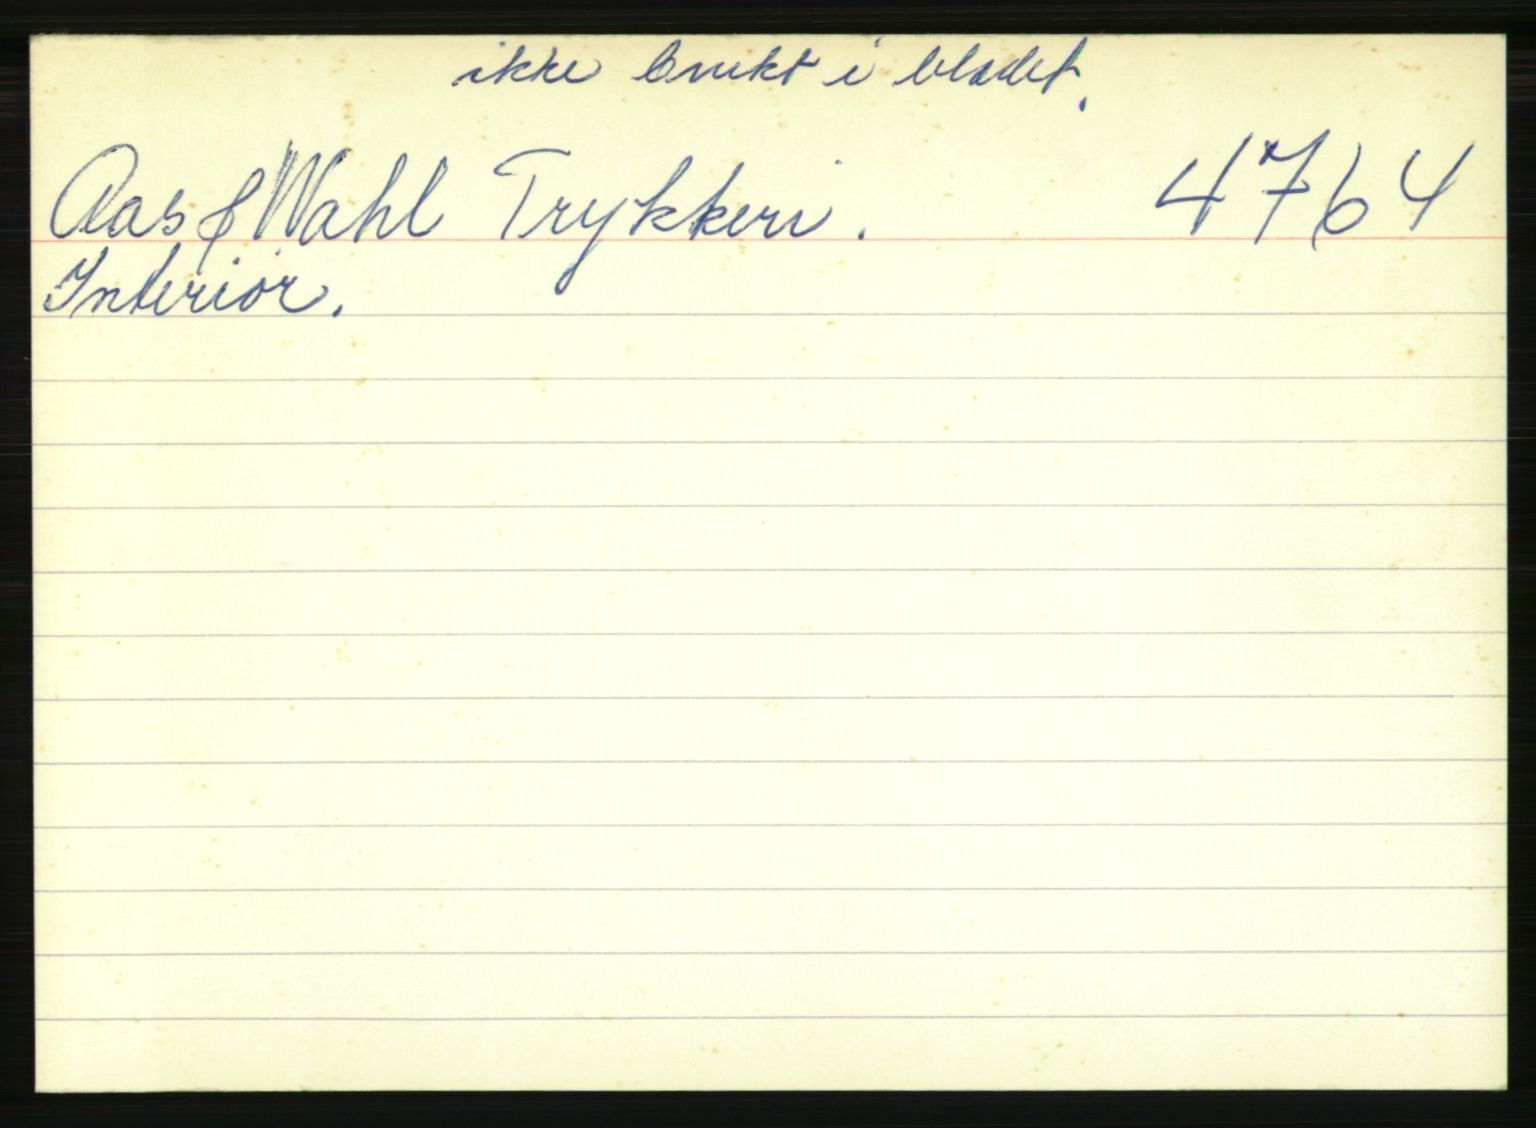 ikke brukt i bladet.
Aas & Wahl Trykkeri. 4764
Interiør.